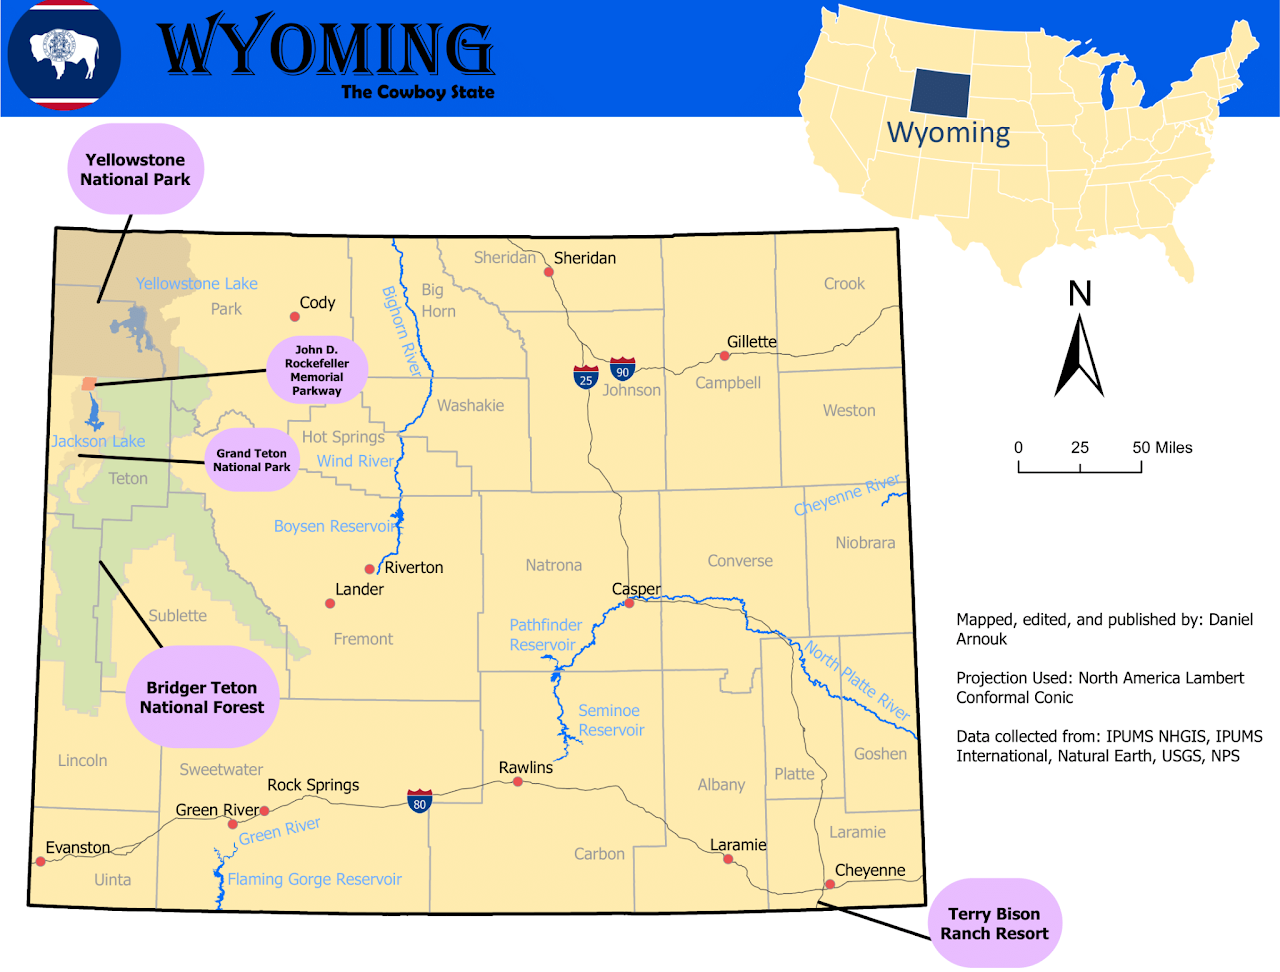 WYOMING
The Cowboy State
Wyoming
Yellowstone
National Park
Yellowstone Lake
Park
Cody
Bighorn River
Big
Horn
Sheridan
Sheridan
Crook
N
John D.
Rockefeller
Memorial
Parkway
25
90
Johnson
Gillette
Campbell
Washakie
Weston
Jackson Lake
Grand Teton
National Park
Hot Springs
Wind River
Teton
0
25
50 Miles
Boysen Reservoir
Cheyenne River
Niobrara
Riverton
Lander
Natrona
Converse
Casper
Sublette
Fremont
Pathfinder
Reservoir
North Platte River
Mapped, edited, and published by: Daniel
Arnouk
Projection Used: North America Lambert
Conformal Conic
Data collected from: IPUMS NHGIS, IPUMS
International, Natural Earth, USGS, NPS
Bridger Teton
National Forest
Seminoe
Reservoir
Lincoln
Sweetwater
Rock Springs
Rawlins
Albany
Platte
Goshen
Green River
80
Green River
Evanston
Uinta
Flaming Gorge Reservoir
Carbon
Laramie
Laramie
Cheyenne
Terry Bison
Ranch Resort